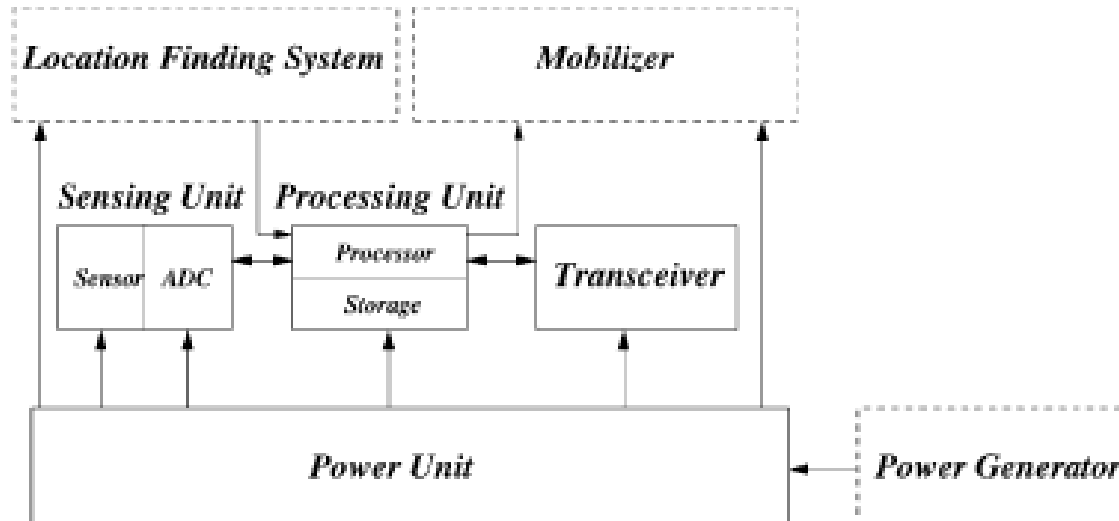 Location Finding System
Mobilizer
Sensing Unit
Processing Unit
Sensor
ADC
Processor
Storage
Transceiver
Power Unit
Power Generator